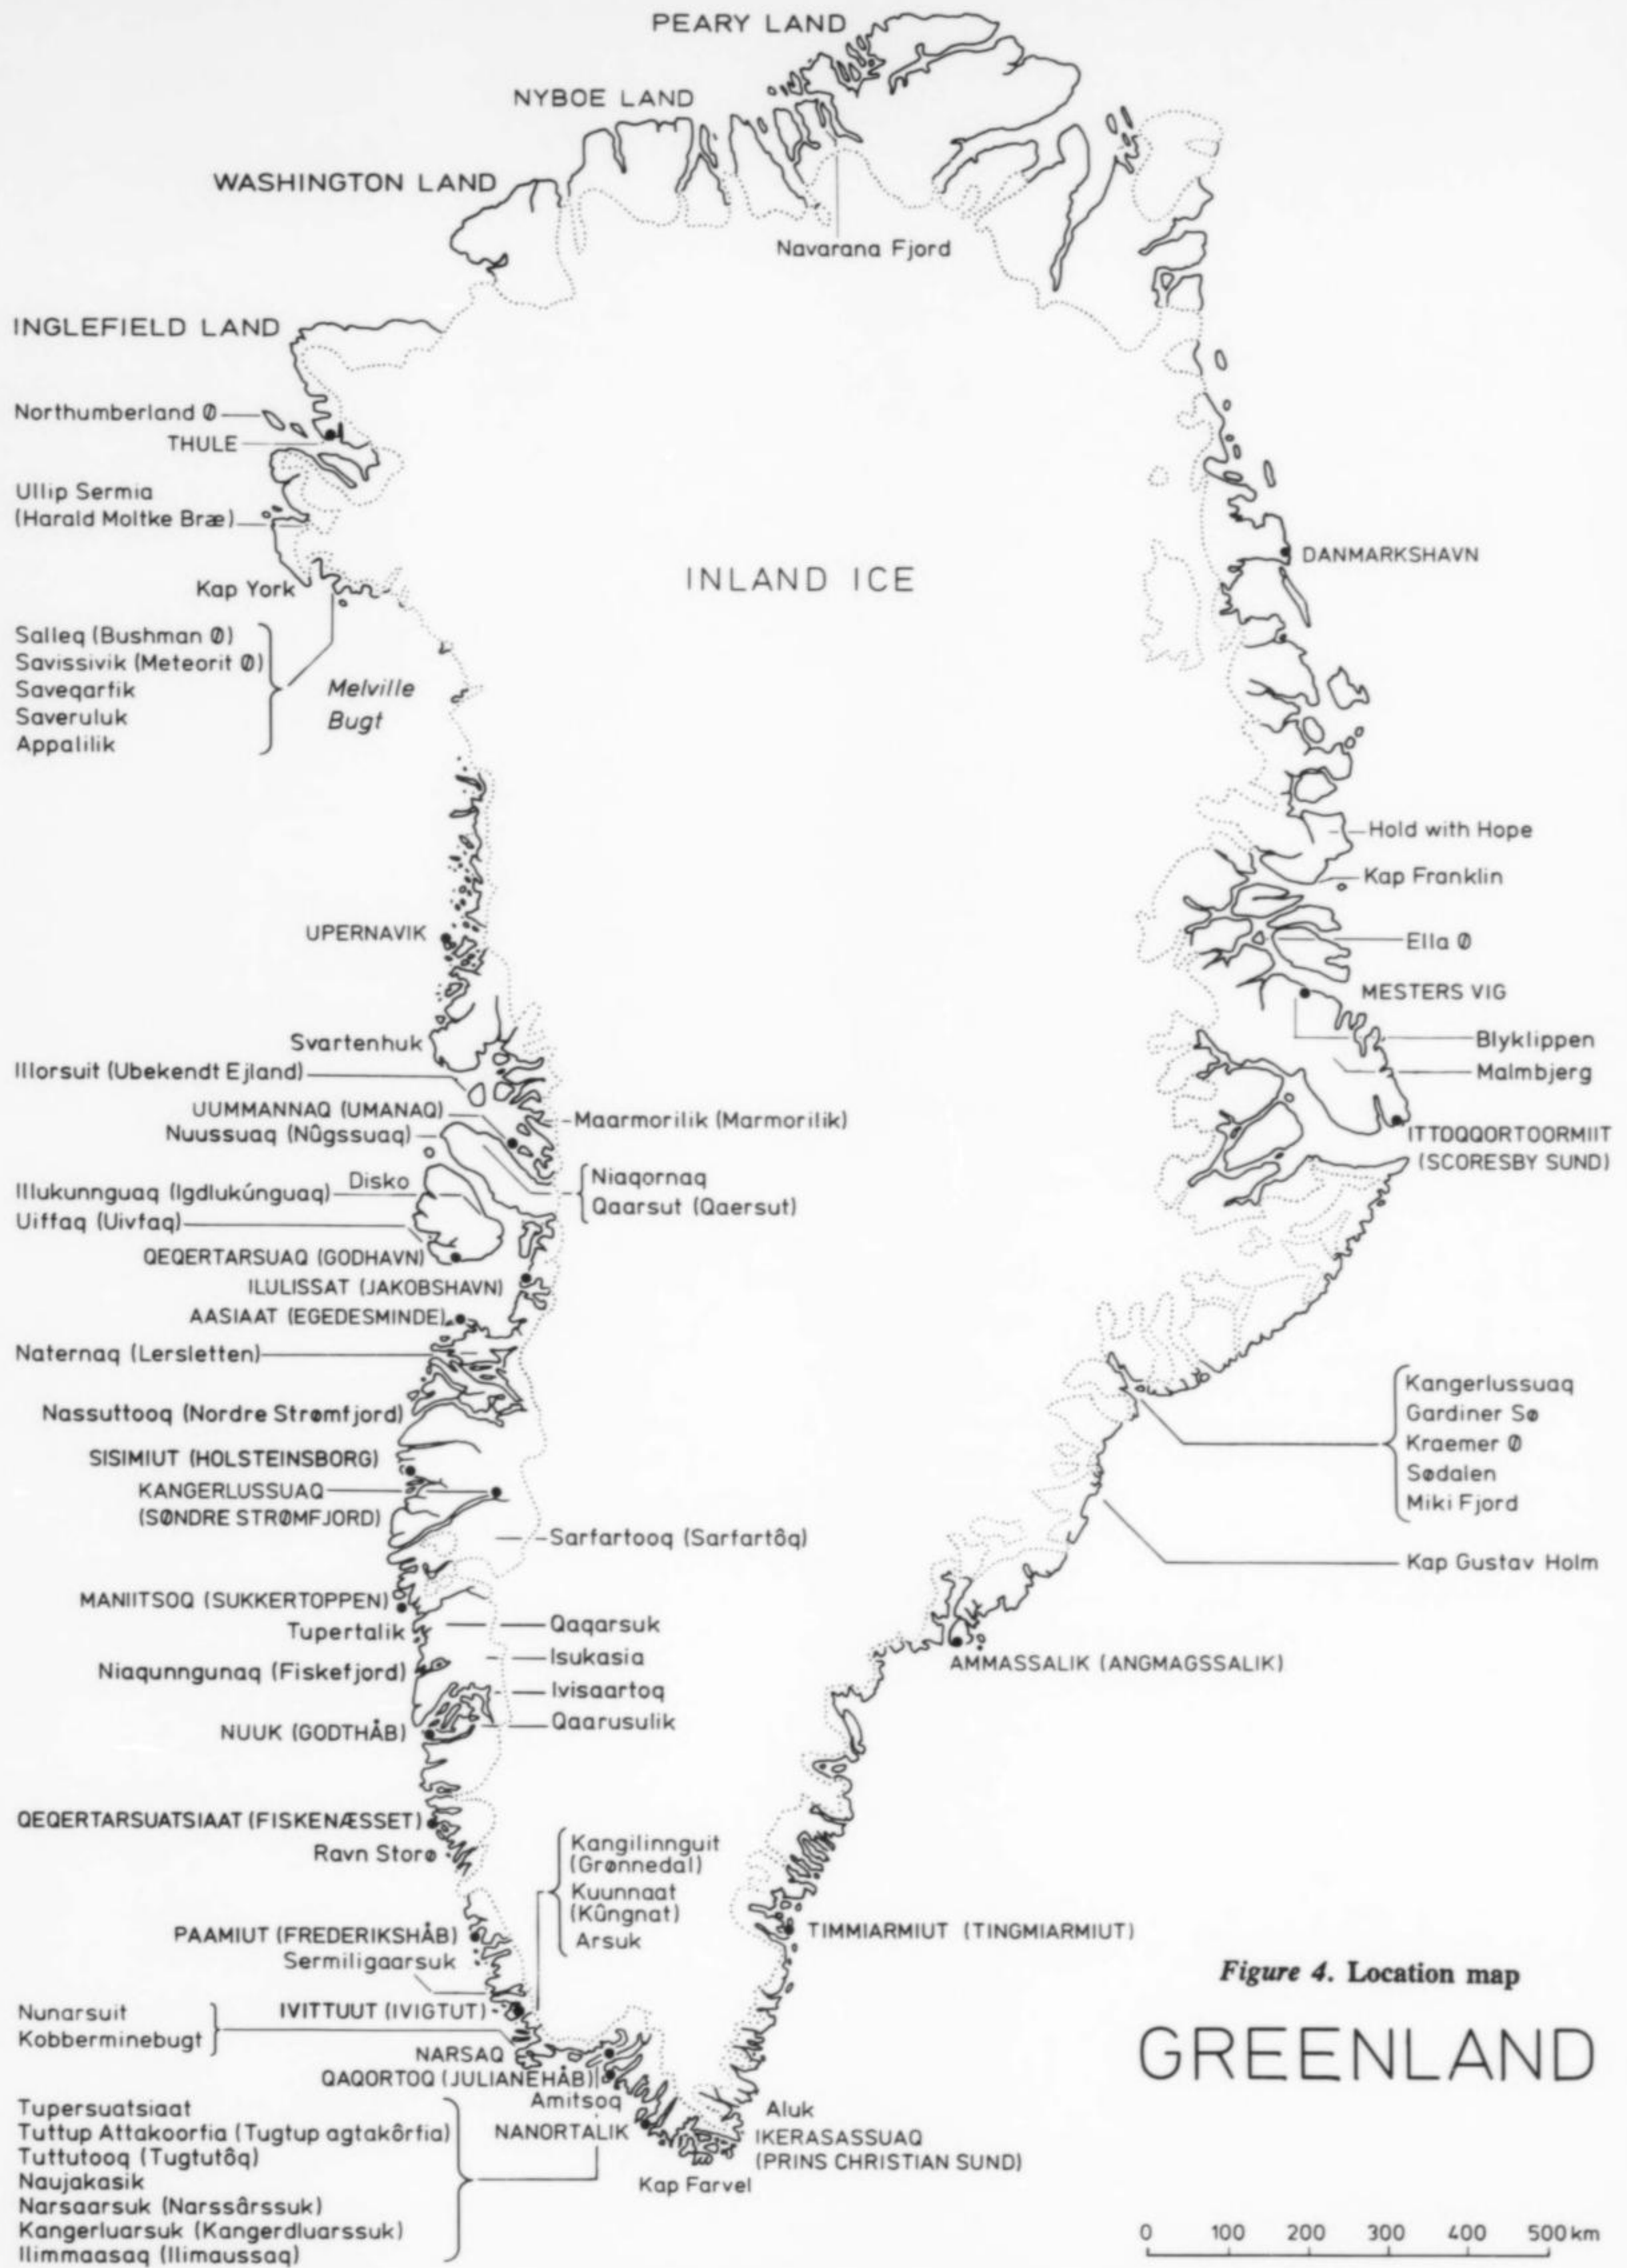 PEARY LAND
NYBOE LAND
WASHINGTON LAND
Navarana Fjord
INGLEFIELD LAND
Northumberland Ø
THULE
Ullip Sermia
(Harald Moltke Bræ)
Kap York
Salleq (Bushman Ø)
Savissivik (Meteorit Ø)
Saveqarfik
Saveruluk
Appalilik
Melville
Bugt
INLAND ICE
DANMARKSHAVN
Hold with Hope
Kap Franklin
Ella Ø
MESTERS VIG
Blyklippen
Malmbjerg
ITTOQQORTOORMIIT
(SCORESBY SUND)
UPERNAVIK
Svartenhuk
Illorsuit (Ubekendt Ejland)
UUMMANNAQ (UMANAQ)
Nuussuaq (Nûgssuaq)
Maarmorilik (Marmorilik)
Niaqornaq
Qaarsut (Qaersut)
Disko
Illukunnguaq (Igdlukúnguaq)
Uiffaq (Uivfaq)
QEQERTARSUAQ (GODHAVN)
ILULISSAT (JAKOBSHAVN)
AASIAAT (EGEDESMINDE)
Naternaq (Lersletten)
Nassuttooq (Nordre Strømfjord)
SISIMIUT (HOLSTEINSBORG)
KANGERLUSSUAQ
(SØNDRE STRØMFJORD)
Sarfartooq (Sarfartôq)
Kangerlussuaq
Gardiner Sø
Kraemer Ø
Sødalen
Miki Fjord
Kap Gustav Holm
MANIITSOQ (SUKKERTOPPEN)
Tupertalik
Qaqarsuk
Isukasia
Niaqunngunaq (Fiskefjord)
Ivisaartoq
Qaarusulik
NUUK (GODTHÅB)
AMMASSALIK (ANGMAGSSALIK)
QEQERTARSUATSIAAT (FISKENÆSSET)
Ravn Storø
Kangilinnguit
(Grønnedal)
Kuunnaat
(Kûngnat)
Arsuk
PAAMIUT (FREDERIKSHÅB)
Sermiligaarsuk
TIMMIARMIUT (TINGMIARMIUT)
IVITTUUT (IVIGTUT)
Nunarsuit
Kobberminebugt
NARSAQ
QAQORTOQ (JULIANEHÅB)
Amitsoq
NANORTALIK
Aluk
IKERASASSUAQ
(PRINS CHRISTIAN SUND)
Kap Farvel
Tupersuatsiaat
Tuttup Attakoorfia (Tugtup agtakôrfia)
Tuttutooq (Tugtutôq)
Naujakasik
Narsaarsuk (Narssârssuk)
Kangerluarsuk (Kangerdluarssuk)
Ilimmaasaq (Ilimaussaq)
Figure 4. Location map
GREENLAND
0 100 200 300 400 500 km